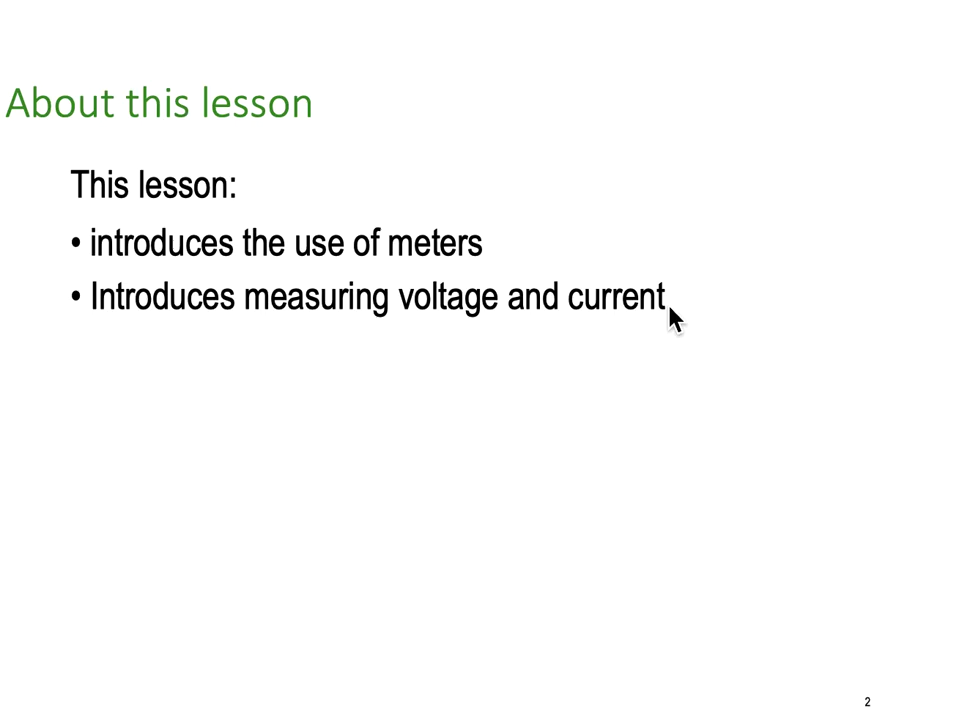 About this lesson
This lesson:
• introduces the use of meters
• Introduces measuring voltage and current
2